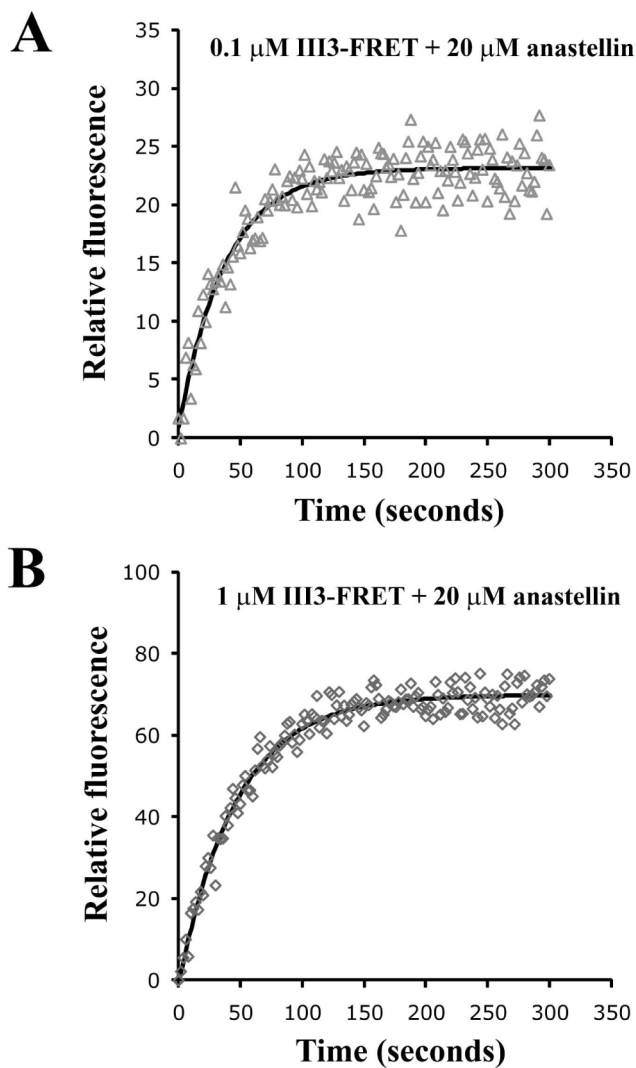 A
0.1 μM III3-FRET + 20 μM anastellin
35
30
25
20
15
10
5
0
Relative fluorescence
0 50 100 150 200 250 300 350
Time (seconds)
B
1 μM III3-FRET + 20 μM anastellin
100
80
60
40
20
0
Relative fluorescence
0 50 100 150 200 250 300 350
Time (seconds)